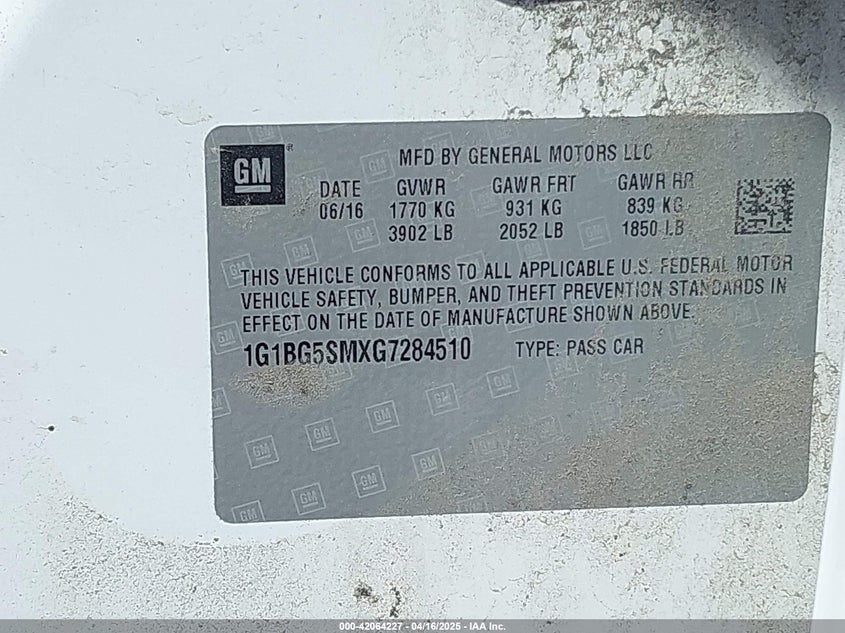 GM
MFD BY GENERAL MOTORS LLC
DATE GVWR GAWR FRT GAWR RR
06/16 1770 KG 931 KG 839 KG
3902 LB 2052 LB 1850 LB
THIS VEHICLE CONFORMS TO ALL APPLICABLE U.S. FEDERAL MOTOR
VEHICLE SAFETY, BUMPER, AND THEFT PREVENTION STANDARDS IN
EFFECT ON THE DATE OF MANUFACTURE SHOWN ABOVE.
1G1BG5SMXG7284510 TYPE: PASS CAR
000-42064227 - 04/16/2025 - IAA Inc.